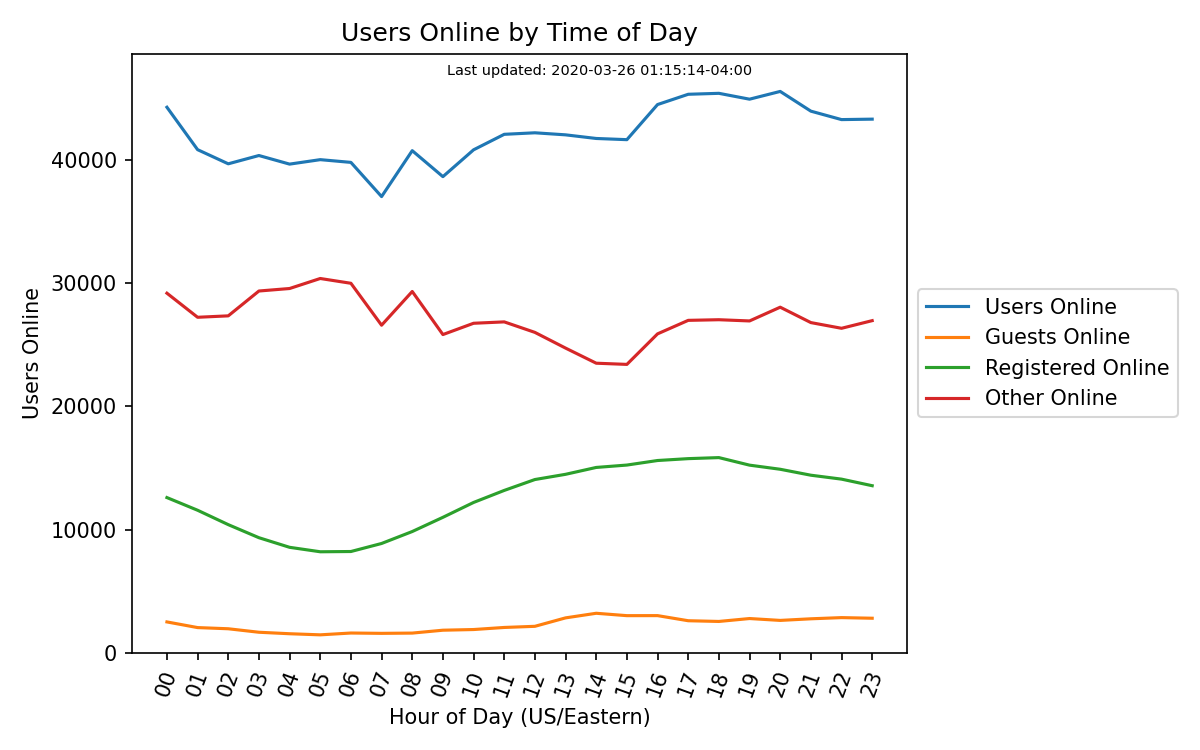 Users Online by Time of Day
Last updated: 2020-03-26 01:15:14-04:00
Users Online
40000
30000
20000
10000
0
00 01 02 03 04 05 06 07 08 09 10 11 12 13 14 15 16 17 18 19 20 21 22 23
Hour of Day (US/Eastern)
Users Online
Guests Online
Registered Online
Other Online